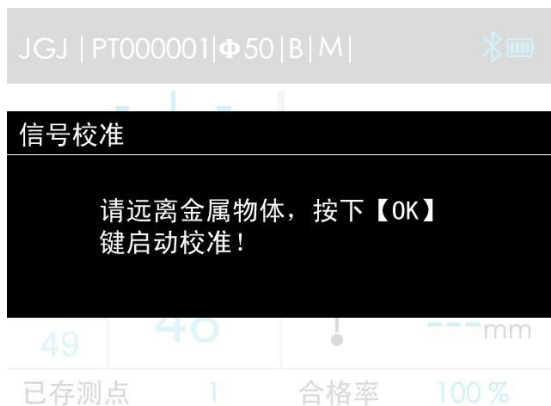 JGJ | PT000001|Φ50|B|M|
信号校准
请远离金属物体，按下【OK】
键启动校准！
49 48 ---mm
已存测点 1 合格率 100 %